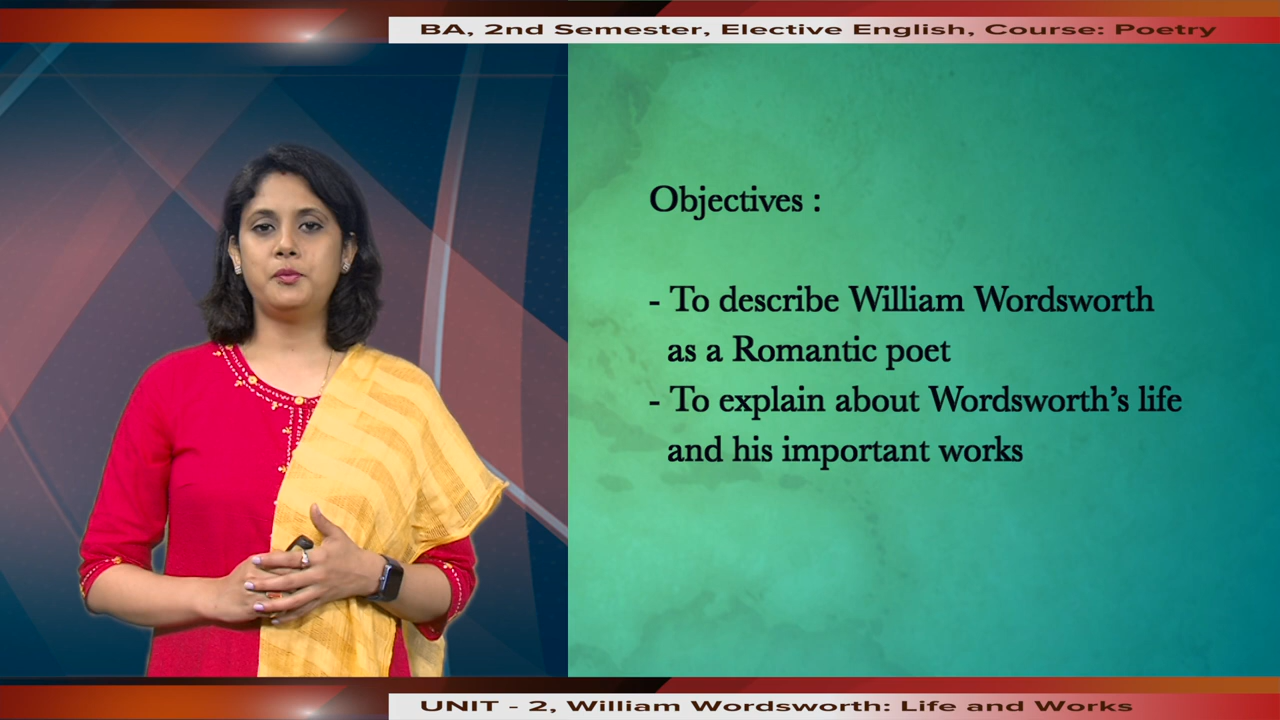 BA, 2nd Semester, Elective English, Course: Poetry
Objectives :
- To describe William Wordsworth
as a Romantic poet
- To explain about Wordsworth's life
and his important works
UNIT - 2, William Wordsworth: Life and Works